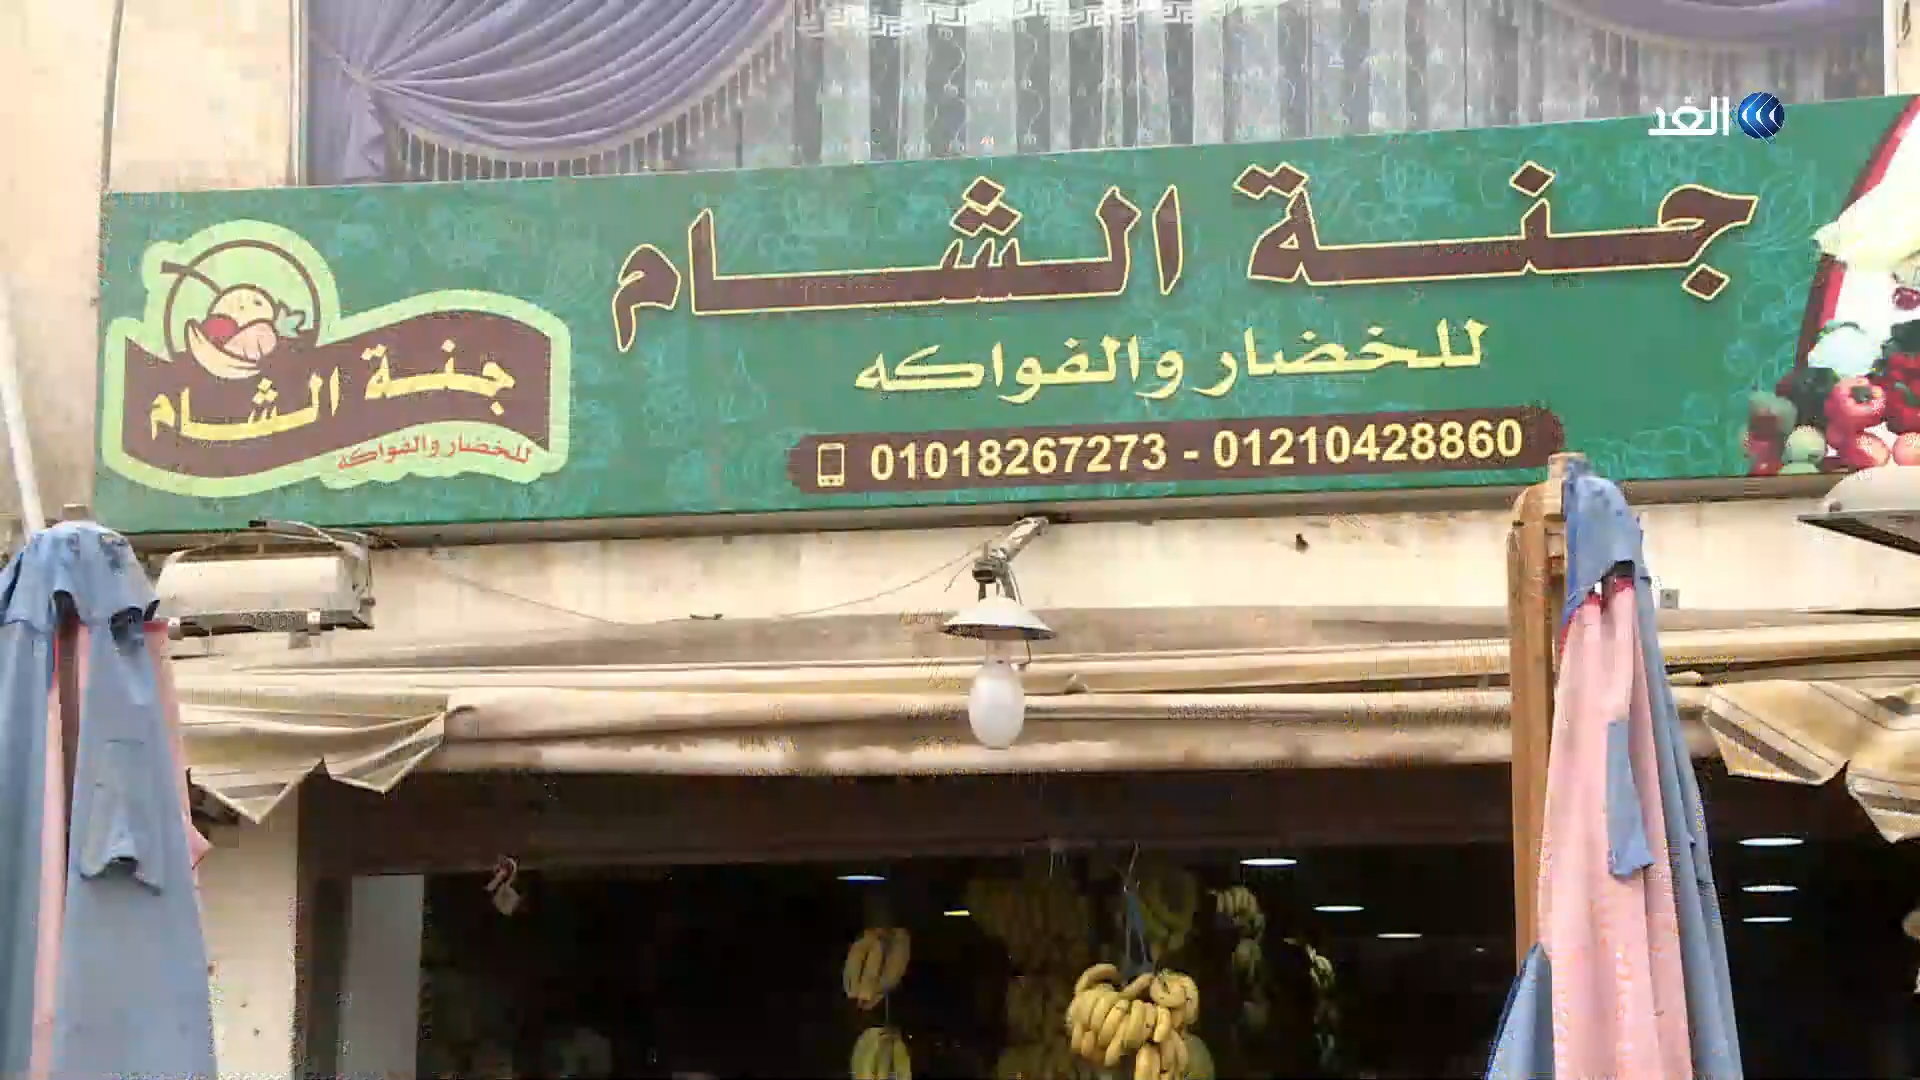 الغد
جنة الشام
للخضار والفواكه
01018267273 - 01210428860
جنة الشام
للخضار والفواكه